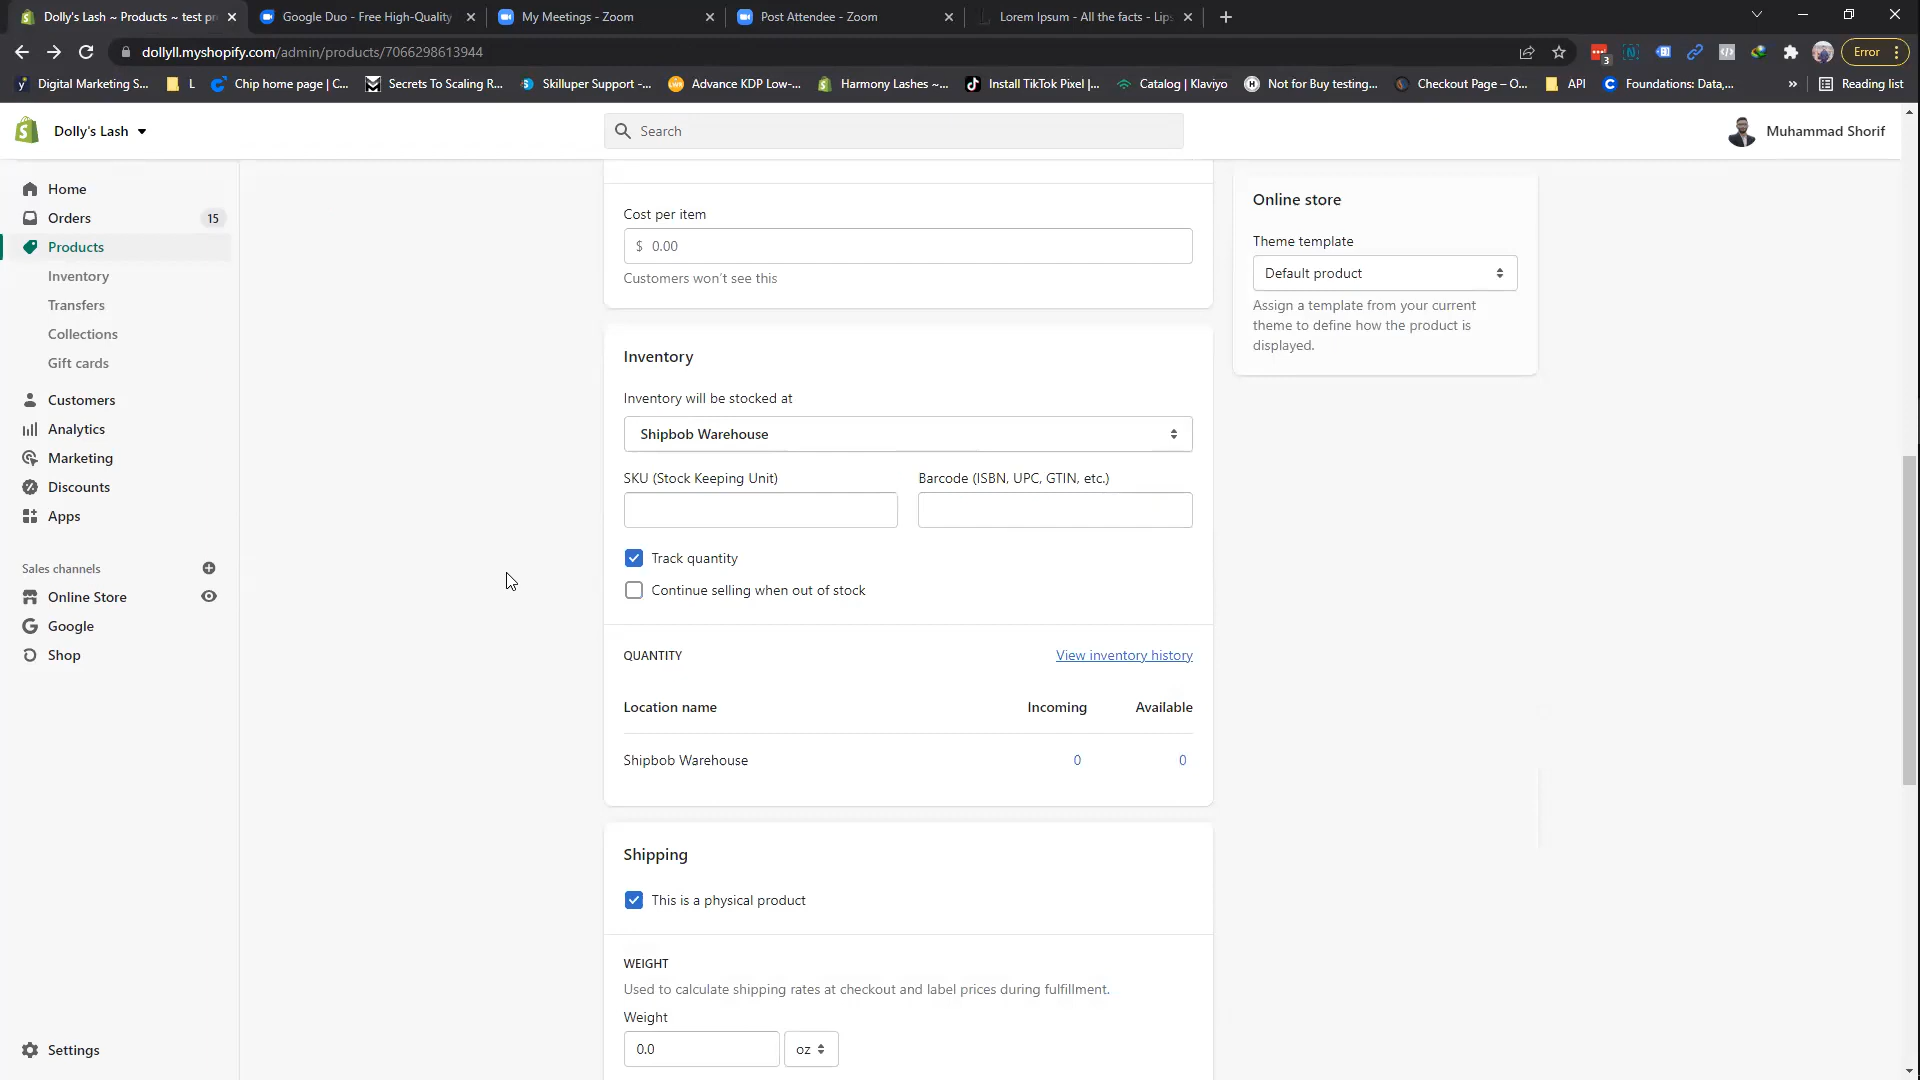 Dolly's Lash ~ Products ~ test pr
Google Duo - Free High-Quality
My Meetings - Zoom
Post Attendee - Zoom
Lorem Ipsum - All the facts - Lips
dollyll.myshopify.com/admin/products/7066298613944
3
Error
Digital Marketing S...
L
Chip home page | C...
Secrets To Scaling R...
Skilluper Support -...
Advance KDP Low-...
Harmony Lashes ~...
Install TikTok Pixel |...
Catalog | Klaviyo
Not for Buy testing...
Checkout Page – O...
API
Foundations: Data,...
»
Reading list
Dolly's Lash
Search
Muhammad Shorif
Home
Orders
15
Products
Inventory
Transfers
Collections
Gift cards
Customers
Analytics
Marketing
Discounts
Apps
Sales channels
Online Store
Google
Shop
Settings
Cost per item
$ 0.00
Customers won't see this
Inventory
Inventory will be stocked at
Shipbob Warehouse
SKU (Stock Keeping Unit)
Barcode (ISBN, UPC, GTIN, etc.)
Track quantity
Continue selling when out of stock
QUANTITY
View inventory history
Location name
Incoming
Available
Shipbob Warehouse
0
0
Shipping
This is a physical product
WEIGHT
Used to calculate shipping rates at checkout and label prices during fulfillment.
Weight
0.0
oz
Online store
Theme template
Default product
Assign a template from your current
theme to define how the product is
displayed.